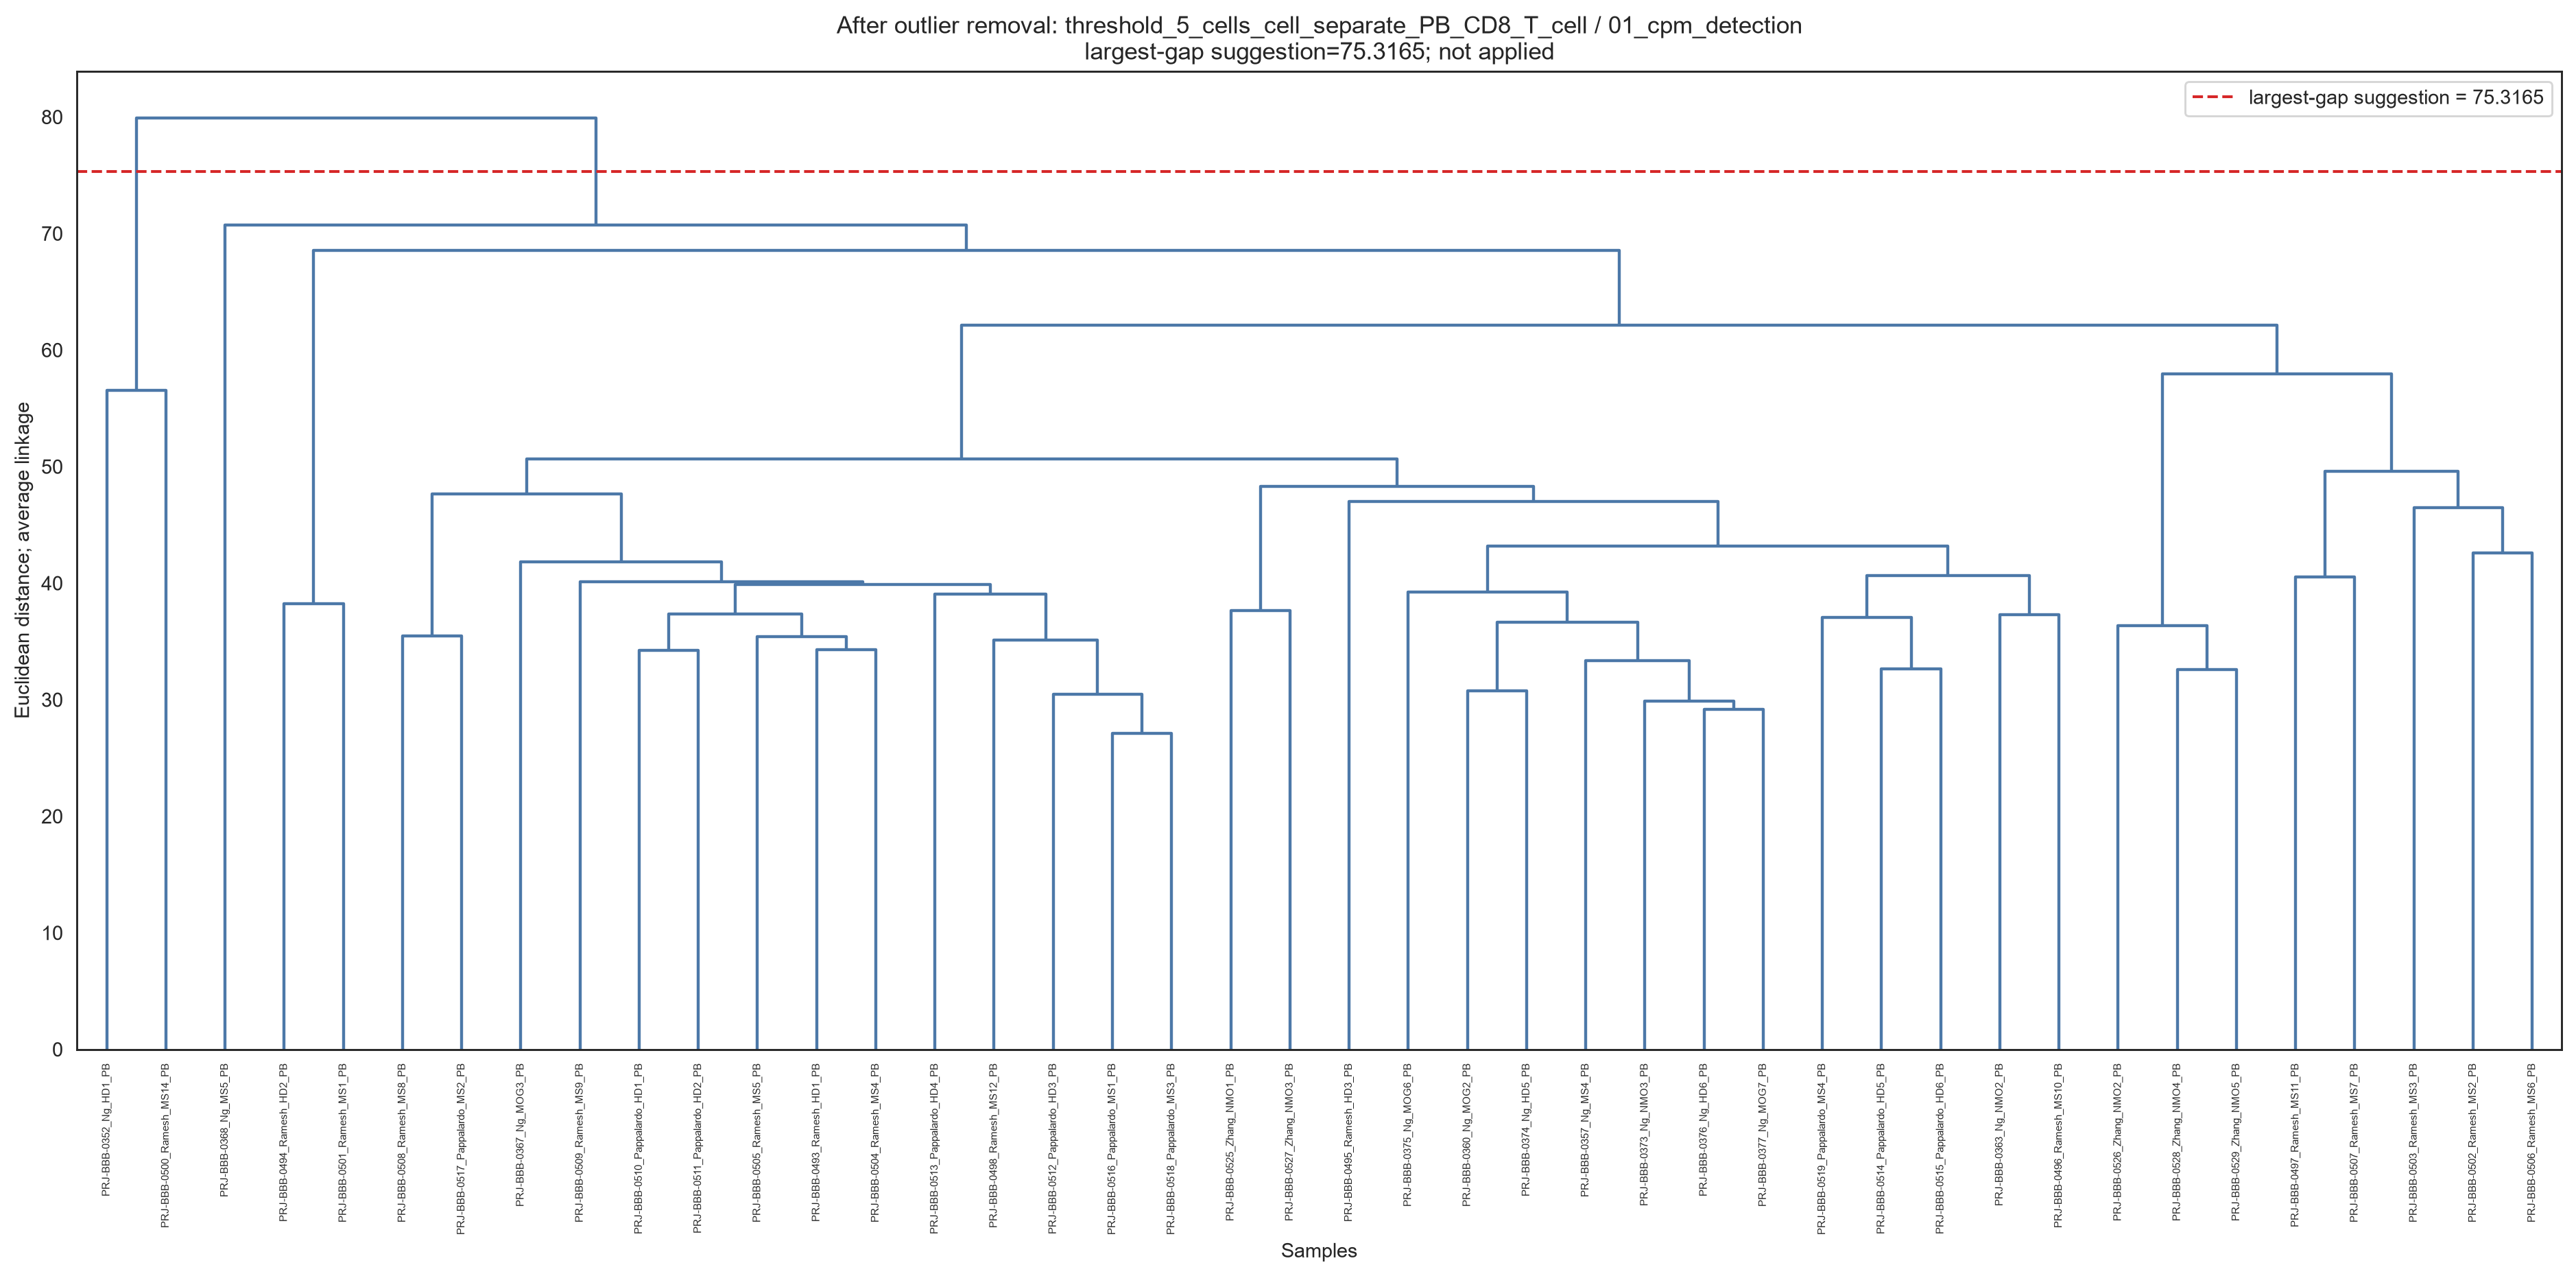 After outlier removal: threshold_5_cells_cell_separate_PB_CD8_T_cell / 01_cpm_detection
largest-gap suggestion=75.3165; not applied
largest-gap suggestion = 75.3165
Euclidean distance; average linkage
80
70
60
50
40
30
20
10
0
PRJ-BBB-0352_Ng_HD1_PB
PRJ-BBB-0500_Ramesh_MS14_PB
PRJ-BBB-0368_Ng_MS5_PB
PRJ-BBB-0494_Ramesh_HD2_PB
PRJ-BBB-0501_Ramesh_MS1_PB
PRJ-BBB-0508_Ramesh_MS8_PB
PRJ-BBB-0517_Pappalardo_MS2_PB
PRJ-BBB-0367_Ng_MOG3_PB
PRJ-BBB-0509_Ramesh_MS9_PB
PRJ-BBB-0510_Pappalardo_HD1_PB
PRJ-BBB-0511_Pappalardo_HD2_PB
PRJ-BBB-0505_Ramesh_MS5_PB
PRJ-BBB-0493_Ramesh_HD1_PB
PRJ-BBB-0504_Ramesh_MS4_PB
PRJ-BBB-0513_Pappalardo_HD4_PB
PRJ-BBB-0498_Ramesh_MS12_PB
PRJ-BBB-0512_Pappalardo_HD3_PB
PRJ-BBB-0516_Pappalardo_MS1_PB
PRJ-BBB-0518_Pappalardo_MS3_PB
PRJ-BBB-0525_Zhang_NMO1_PB
PRJ-BBB-0527_Zhang_NMO3_PB
PRJ-BBB-0495_Ramesh_HD3_PB
PRJ-BBB-0375_Ng_MOG6_PB
PRJ-BBB-0360_Ng_MOG2_PB
PRJ-BBB-0374_Ng_HD5_PB
PRJ-BBB-0357_Ng_MS4_PB
PRJ-BBB-0373_Ng_NMO3_PB
PRJ-BBB-0376_Ng_HD6_PB
PRJ-BBB-0377_Ng_MOG7_PB
PRJ-BBB-0519_Pappalardo_MS4_PB
PRJ-BBB-0514_Pappalardo_HD5_PB
PRJ-BBB-0515_Pappalardo_HD6_PB
PRJ-BBB-0363_Ng_NMO2_PB
PRJ-BBB-0496_Ramesh_MS10_PB
PRJ-BBB-0526_Zhang_NMO2_PB
PRJ-BBB-0528_Zhang_NMO4_PB
PRJ-BBB-0529_Zhang_NMO5_PB
PRJ-BBB-0497_Ramesh_MS11_PB
PRJ-BBB-0507_Ramesh_MS7_PB
PRJ-BBB-0503_Ramesh_MS3_PB
PRJ-BBB-0502_Ramesh_MS2_PB
PRJ-BBB-0506_Ramesh_MS6_PB
Samples